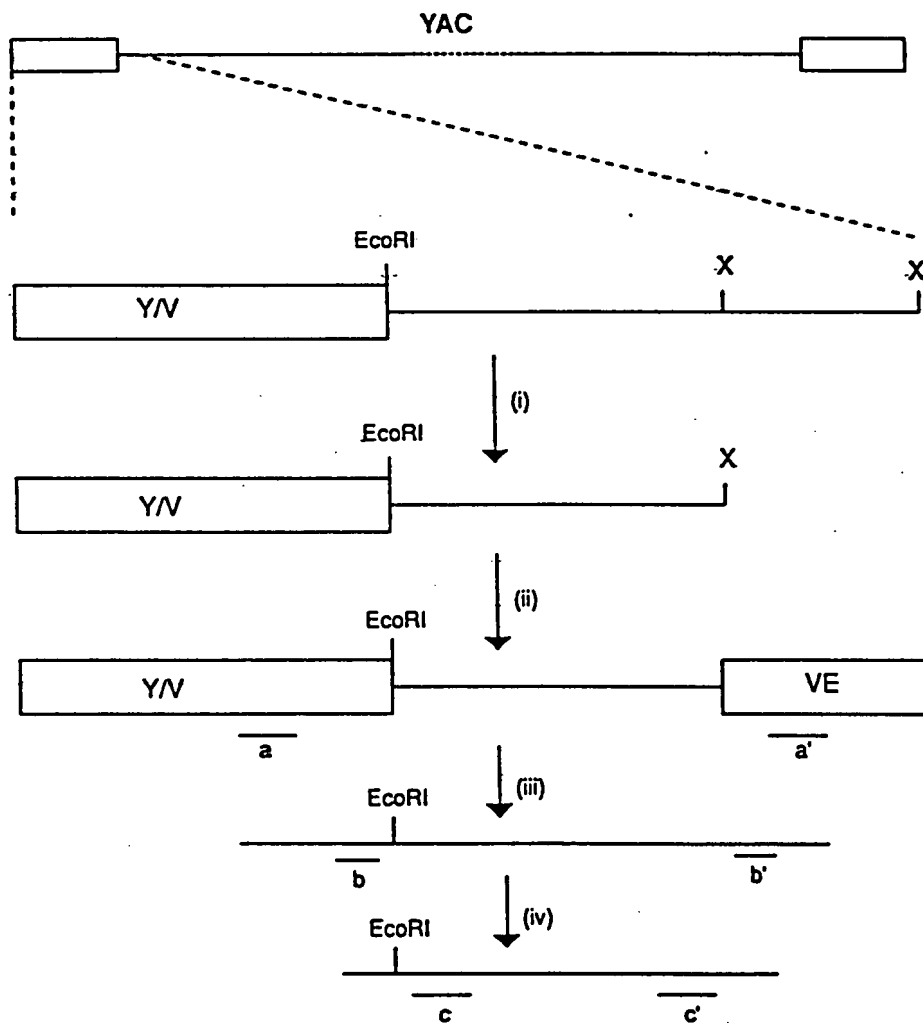 YAC
EcoRI
X
X
Y/V
(i)
EcoRI
X
Y/V
(ii)
EcoRI
Y/V
VE
a
a'
(iii)
EcoRI
b
b'
(iv)
EcoRI
c
c'